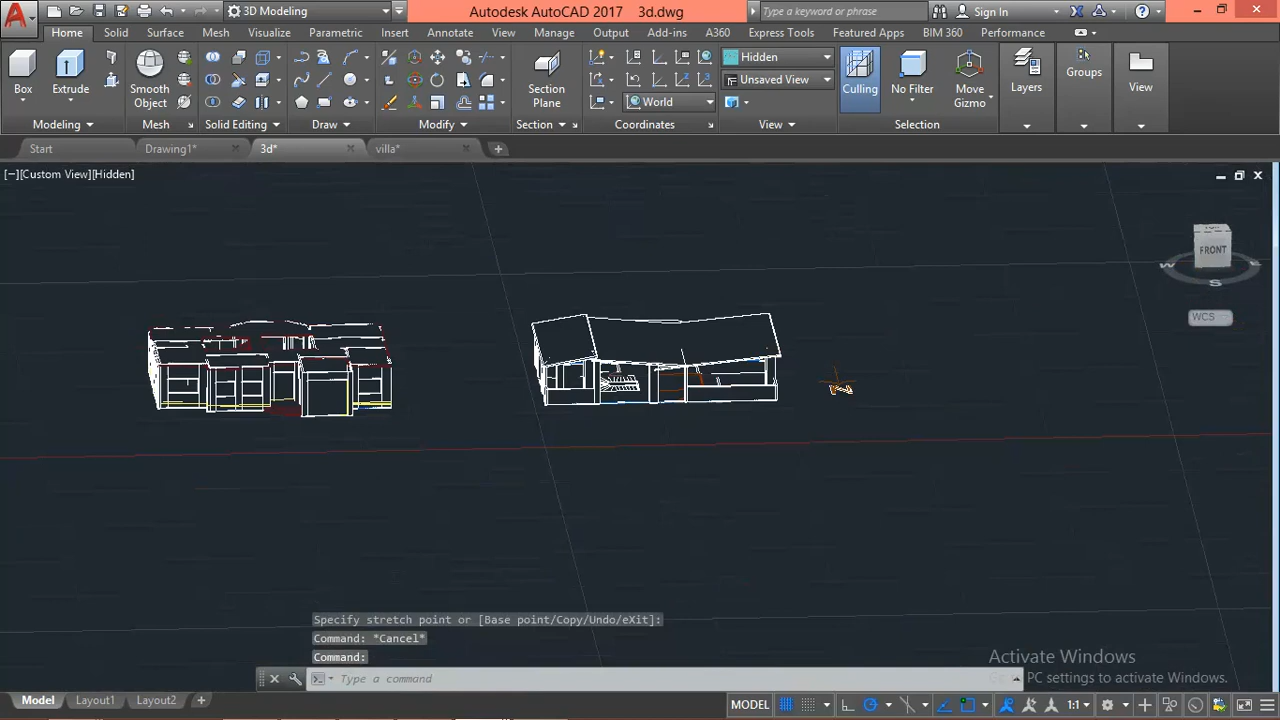 3D Modeling
Autodesk AutoCAD 2017 3d.dwg
Type a keyword or phrase
Sign In
Home Solid Surface Mesh Visualize Parametric Insert Annotate View Manage Output Add-ins A360 Express Tools Featured Apps BIM 360 Performance
Box
Extrude
Smooth
Object
Section
Plane
World
Hidden
Unsaved View
Culling
No Filter
Move
Gizmo
Layers
Groups
View
Modeling
Mesh
Solid Editing
Draw
Modify
Section
Coordinates
View
Selection
Start
Drawing1*
3d*
villa*
[−][Custom View][Hidden]
FRONT
W
S
WCS
Specify stretch point or [Base point/Copy/Undo/eXit]:
Command: *Cancel*
Command:
Type a command
Activate Windows
PC settings to activate Windows.
Model
Layout1
Layout2
MODEL
1:1